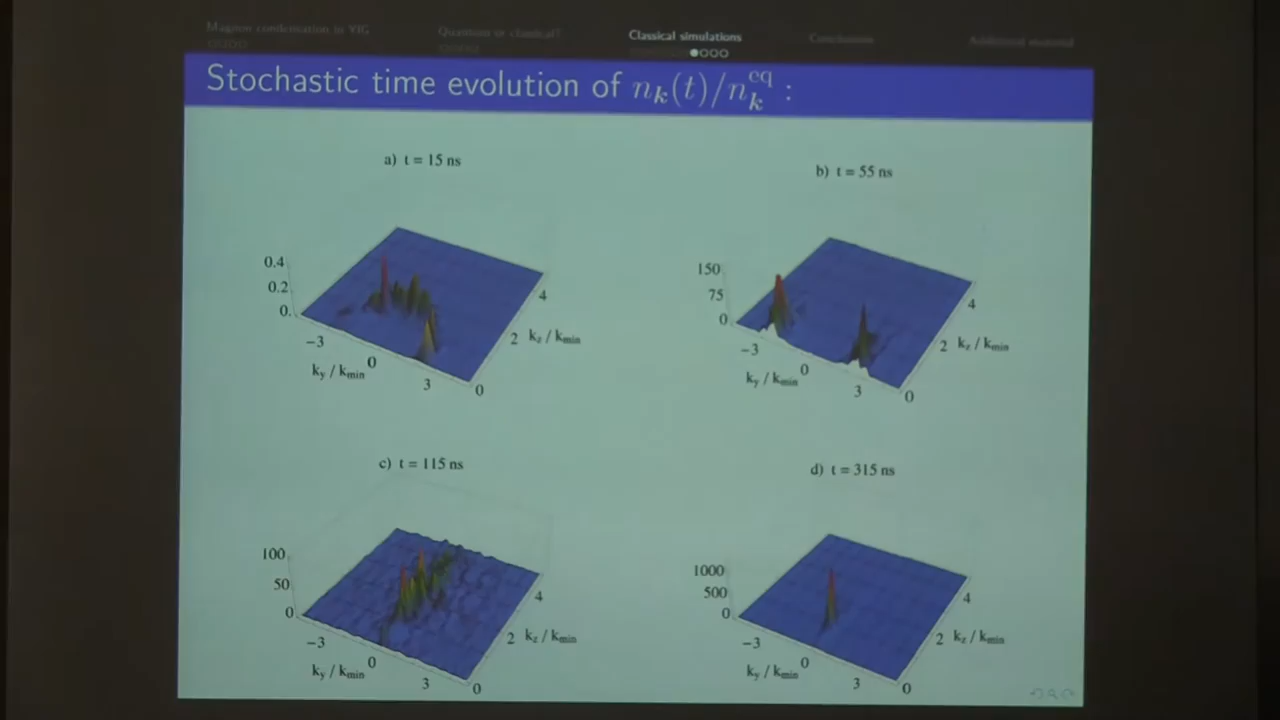 Magnon condensation in YIG
Quantum or classical?
Classical simulations
Conclusions
Additional material
Stochastic time evolution of n_k(t)/n_k^eq :
a) t = 15 ns
0.4
0.2
0.
−3
0
3
k_y / k_min
0
2
4
k_z / k_min
b) t = 55 ns
150
75
0
−3
0
3
k_y / k_min
0
2
4
k_z / k_min
c) t = 115 ns
100
50
0
−3
0
3
k_y / k_min
0
2
4
k_z / k_min
d) t = 315 ns
1000
500
0
−3
0
3
k_y / k_min
0
2
4
k_z / k_min